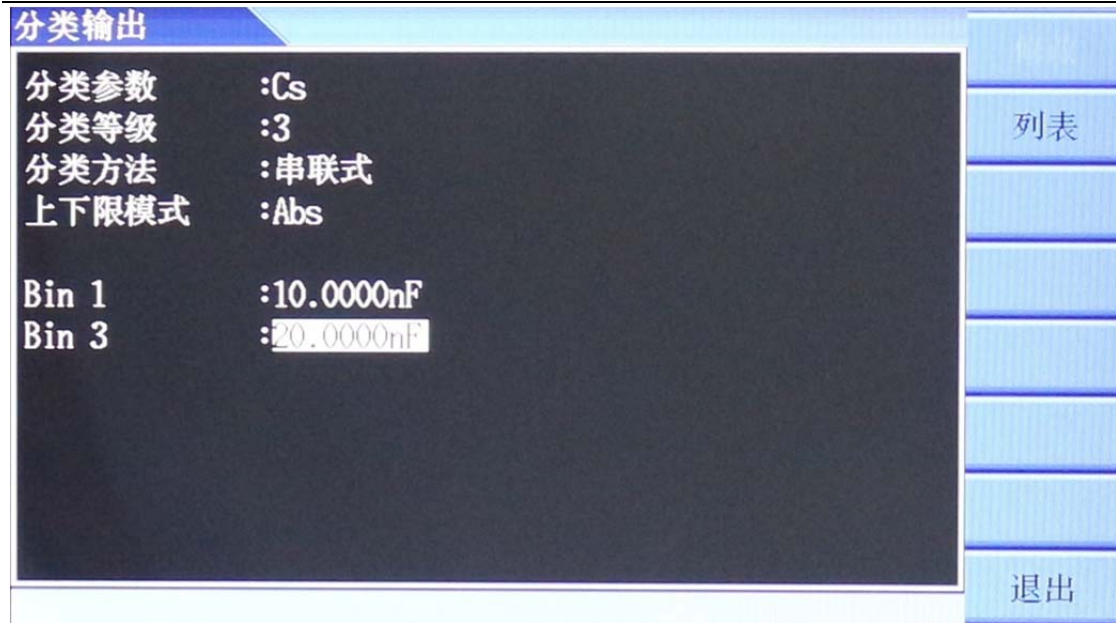 分类输出
分类参数 :Cs
分类等级 :3
分类方法 :串联式
上下限模式 :Abs
Bin 1 :10.0000nF
Bin 3 :20.0000nF
列表
退出